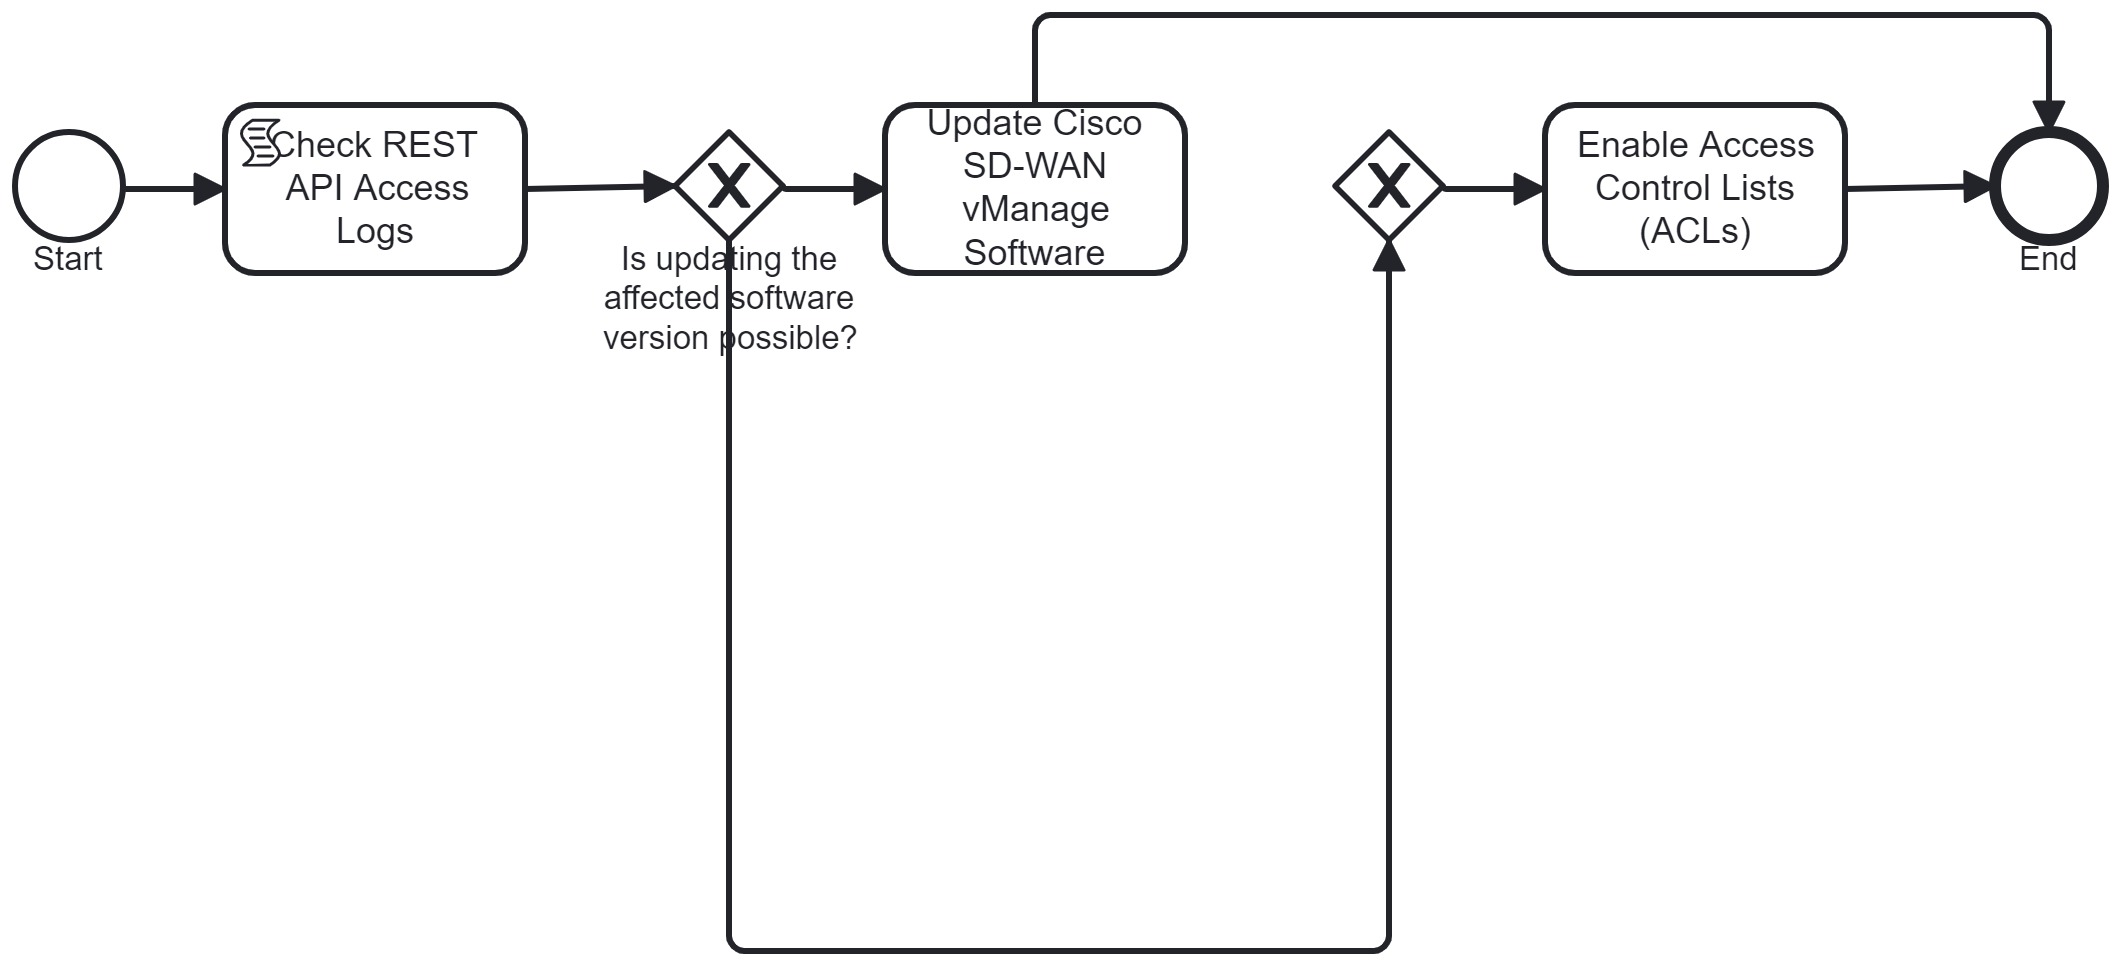 Start
Check REST
API Access
Logs
Is updating the
affected software
version possible?
Update Cisco
SD-WAN
vManage
Software
Enable Access
Control Lists
(ACLs)
End